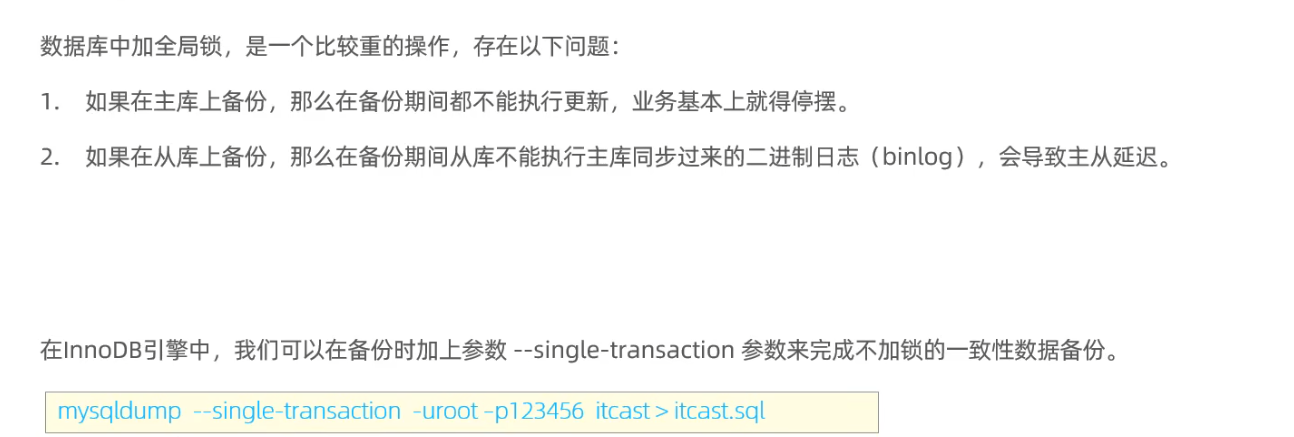 数据库中加全局锁，是一个比较重的操作，存在以下问题：
1. 如果在主库上备份，那么在备份期间都不能执行更新，业务基本上就得停摆。
2. 如果在从库上备份，那么在备份期间从库不能执行主库同步过来的二进制日志（binlog），会导致主从延迟。
在InnoDB引擎中，我们可以在备份时加上参数 --single-transaction 参数来完成不加锁的一致性数据备份。
mysqldump --single-transaction -uroot –p123456 itcast > itcast.sql